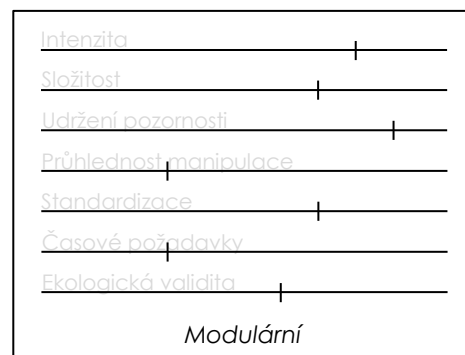 Intenzita
Složitost
Udržení pozornosti
Průhlednost manipulace
Standardizace
Časové požadavky
Ekologická validita
Modulární